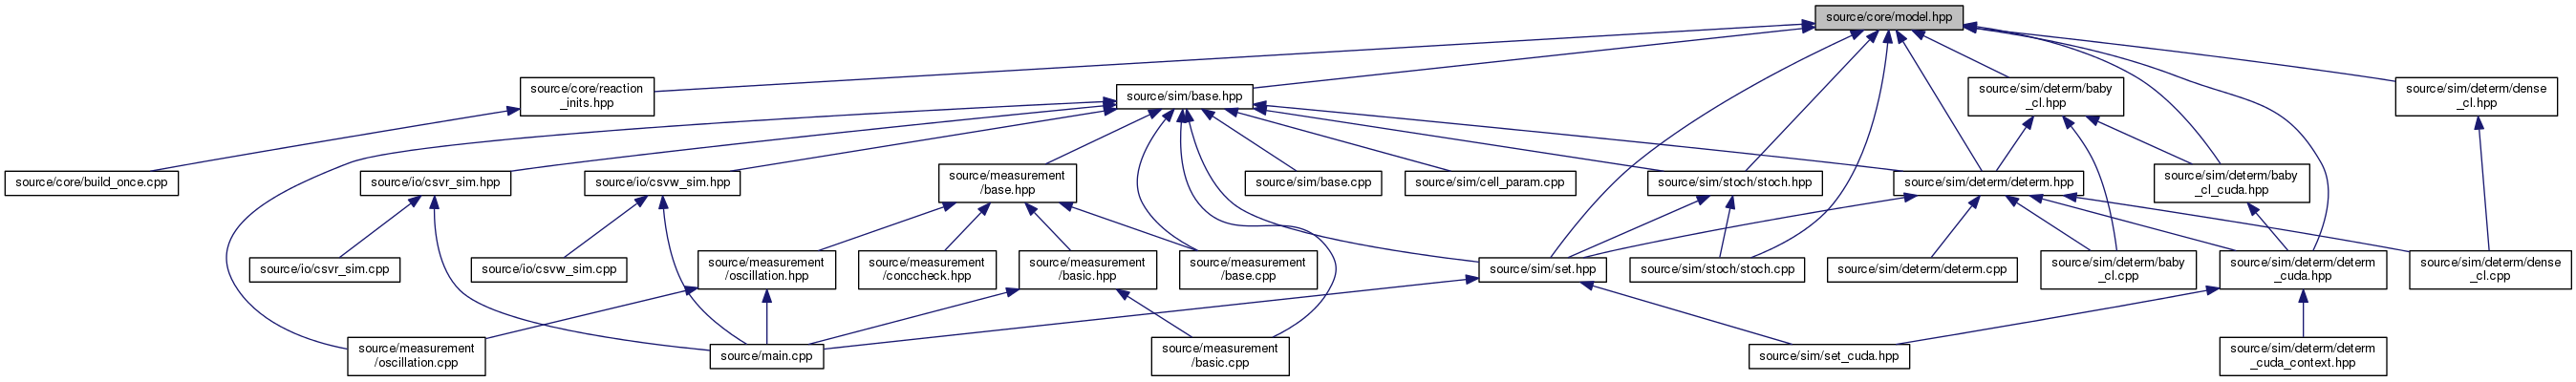 source/core/model.hpp
source/core/reaction
_inits.hpp
source/sim/base.hpp
source/sim/determ/baby
_cl.hpp
source/sim/determ/dense
_cl.hpp
source/core/build_once.cpp
source/io/csvr_sim.hpp
source/io/csvw_sim.hpp
source/measurement
/base.hpp
source/sim/base.cpp
source/sim/cell_param.cpp
source/sim/stoch/stoch.hpp
source/sim/determ/determ.hpp
source/sim/determ/baby
_cl_cuda.hpp
source/io/csvr_sim.cpp
source/io/csvw_sim.cpp
source/measurement
/oscillation.hpp
source/measurement
/conccheck.hpp
source/measurement
/basic.hpp
source/measurement
/base.cpp
source/sim/set.hpp
source/sim/stoch/stoch.cpp
source/sim/determ/determ.cpp
source/sim/determ/baby
_cl.cpp
source/sim/determ/determ
_cuda.hpp
source/sim/determ/dense
_cl.cpp
source/measurement
/oscillation.cpp
source/main.cpp
source/measurement
/basic.cpp
source/sim/set_cuda.hpp
source/sim/determ/determ
_cuda_context.hpp